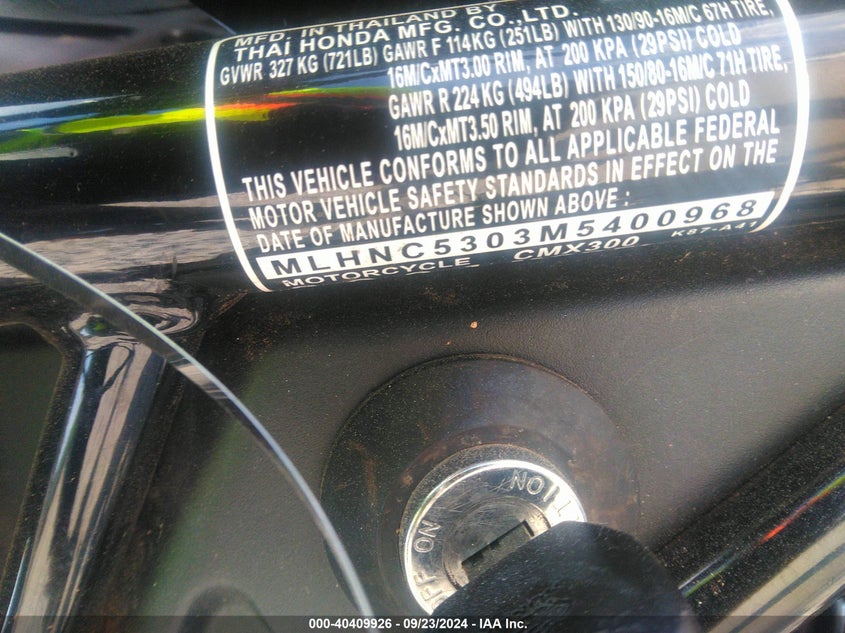 MFD. IN THAILAND BY
THAI HONDA MFG. CO.,LTD.
GVWR 327 KG (721LB) GAWR F 114KG (251LB) WITH 130/90-16M/C 67H TIRE,
16M/CxMT3.00 RIM, AT 200 KPA (29PSI) COLD
GAWR R 224 KG (494LB) WITH 150/80-16M/C 71H TIRE,
16M/CxMT3.50 RIM, AT 200 KPA (29PSI) COLD
THIS VEHICLE CONFORMS TO ALL APPLICABLE FEDERAL
MOTOR VEHICLE SAFETY STANDARDS IN EFFECT ON THE
DATE OF MANUFACTURE SHOWN ABOVE :
MLHNC5303M5400968
MOTORCYCLE CMX300 K87-A41
ON
000-40409926 / 09/23/2024 - IAA Inc.